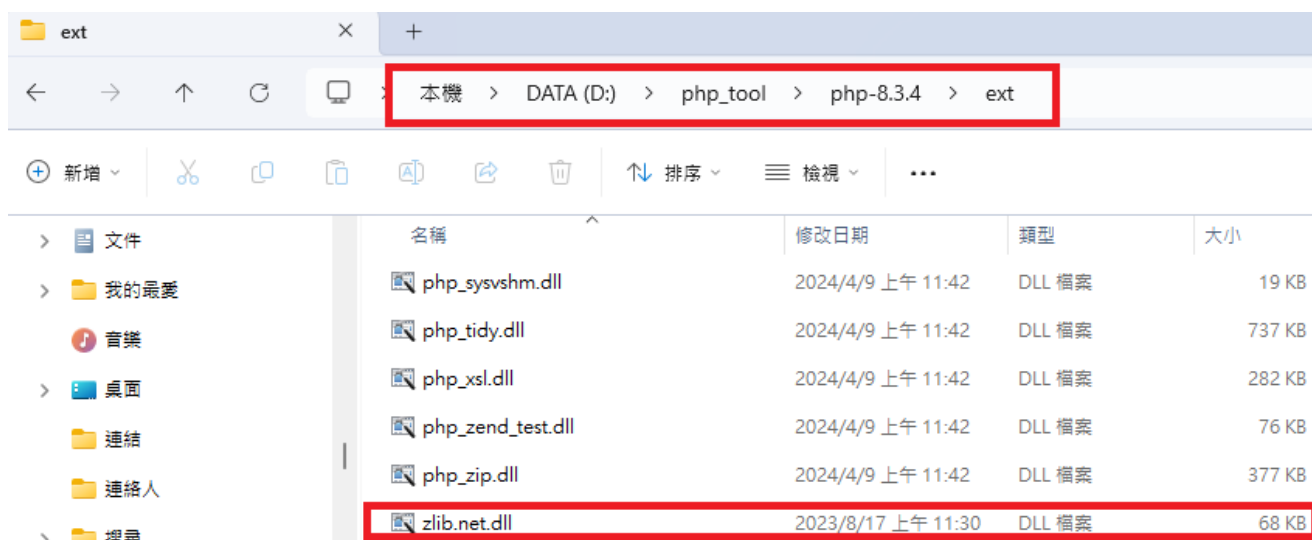 ext
本機 > DATA (D:) > php_tool > php-8.3.4 > ext
新增 排序 檢視 ...
名稱 修改日期 類型 大小
文件
我的最愛
音樂
桌面
連結
連絡人
搜尋
php_sysvshm.dll 2024/4/9 上午 11:42 DLL 檔案 19 KB
php_tidy.dll 2024/4/9 上午 11:42 DLL 檔案 737 KB
php_xsl.dll 2024/4/9 上午 11:42 DLL 檔案 282 KB
php_zend_test.dll 2024/4/9 上午 11:42 DLL 檔案 76 KB
php_zip.dll 2024/4/9 上午 11:42 DLL 檔案 377 KB
zlib.net.dll 2023/8/17 上午 11:30 DLL 檔案 68 KB